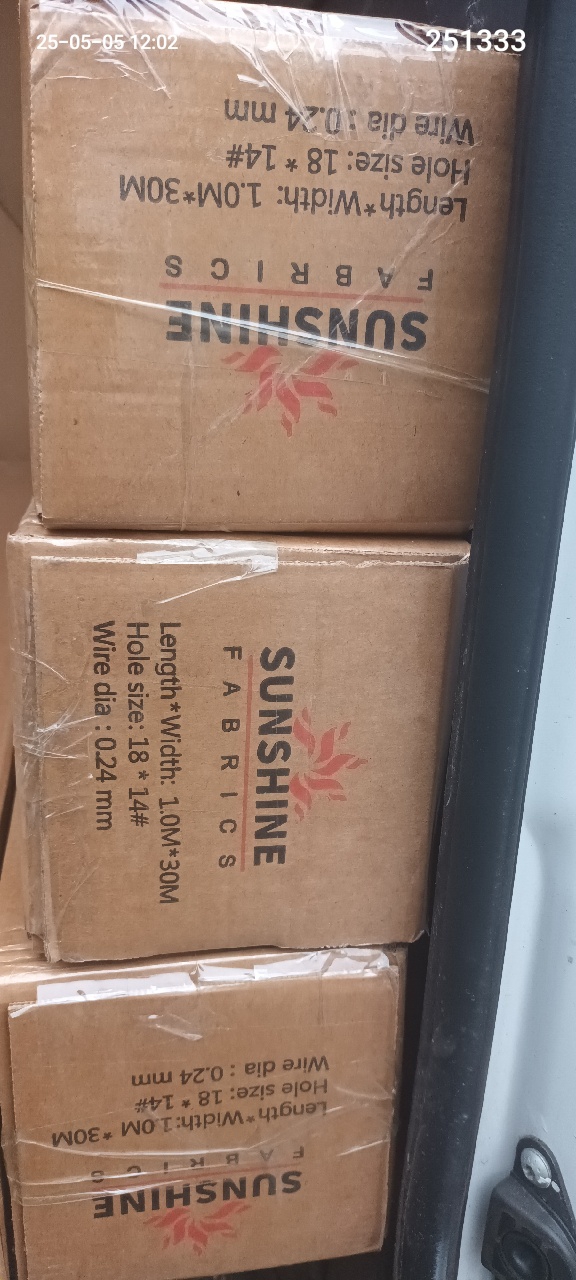 25-05-05 12:02
251333
SUNSHINE
FABRICS
Length*Width: 1.0M*30M
Hole size: 18 * 14#
Wire dia : 0.24 mm
SUNSHINE
FABRICS
Length*Width: 1.0M*30M
Hole size: 18 * 14#
Wire dia : 0.24 mm
SUNSHINE
FABRICS
Length*Width:1.0M *30M
Hole size: 18 * 14#
Wire dia : 0.24 mm